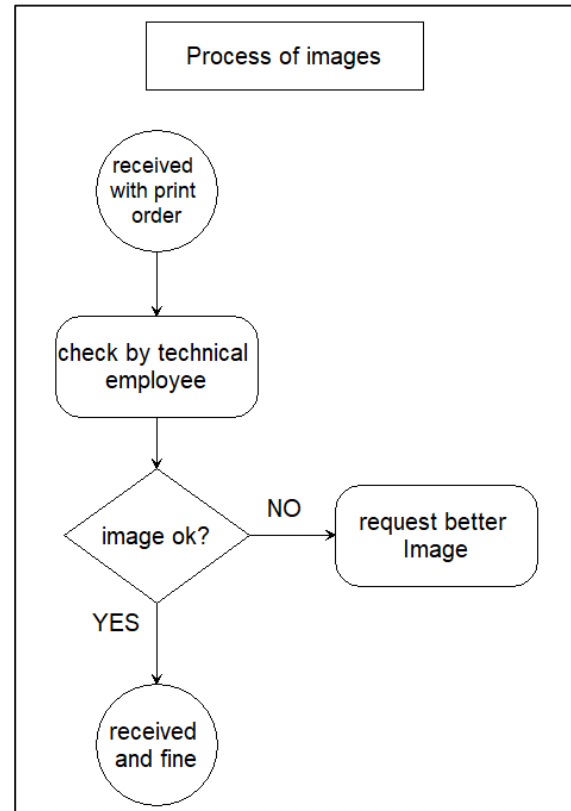 Process of images
received
with print
order
check by technical
employee
image ok?
NO
request better
Image
YES
received
and fine